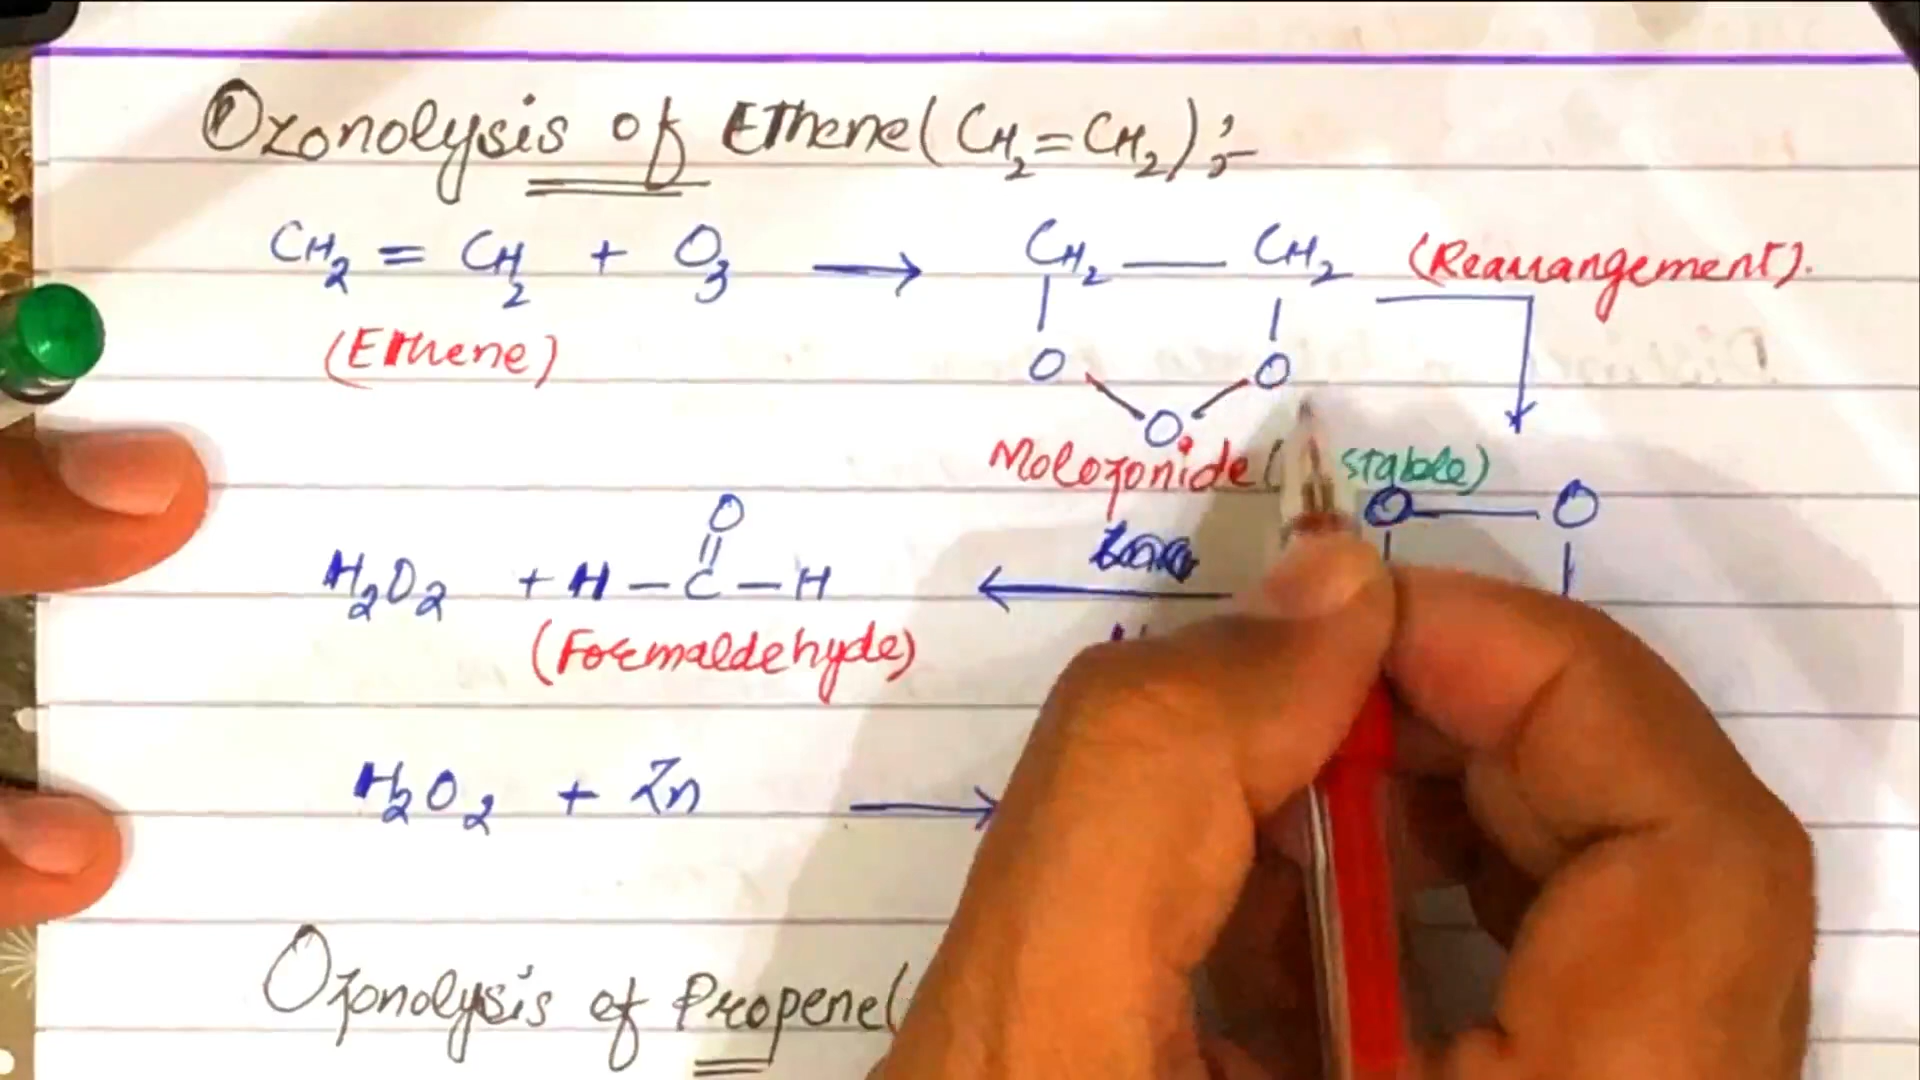 Ozonolysis of Ethene (CH₂=CH₂) :-
CH₂ = CH₂ + O₃ → CH₂ — CH₂ (Rearrangement).
(Ethene)
O O
O
Molozonide ( stable)
O — O
O
H₂O₂ + H — C — H ←
(Formaldehyde)
H₂O₂ + Zn →
Ozonolysis of Propene (